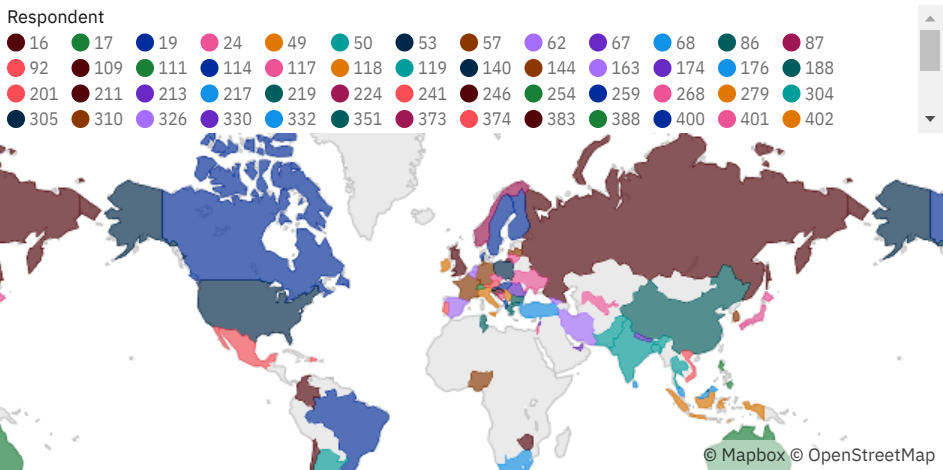 Respondent
16 17 19 24 49 50 53 57 62 67 68 86 87
92 109 111 114 117 118 119 140 144 163 174 176 188
201 211 213 217 219 224 241 246 254 259 268 279 304
305 310 326 330 332 351 373 374 383 388 400 401 402
© Mapbox © OpenStreetMap